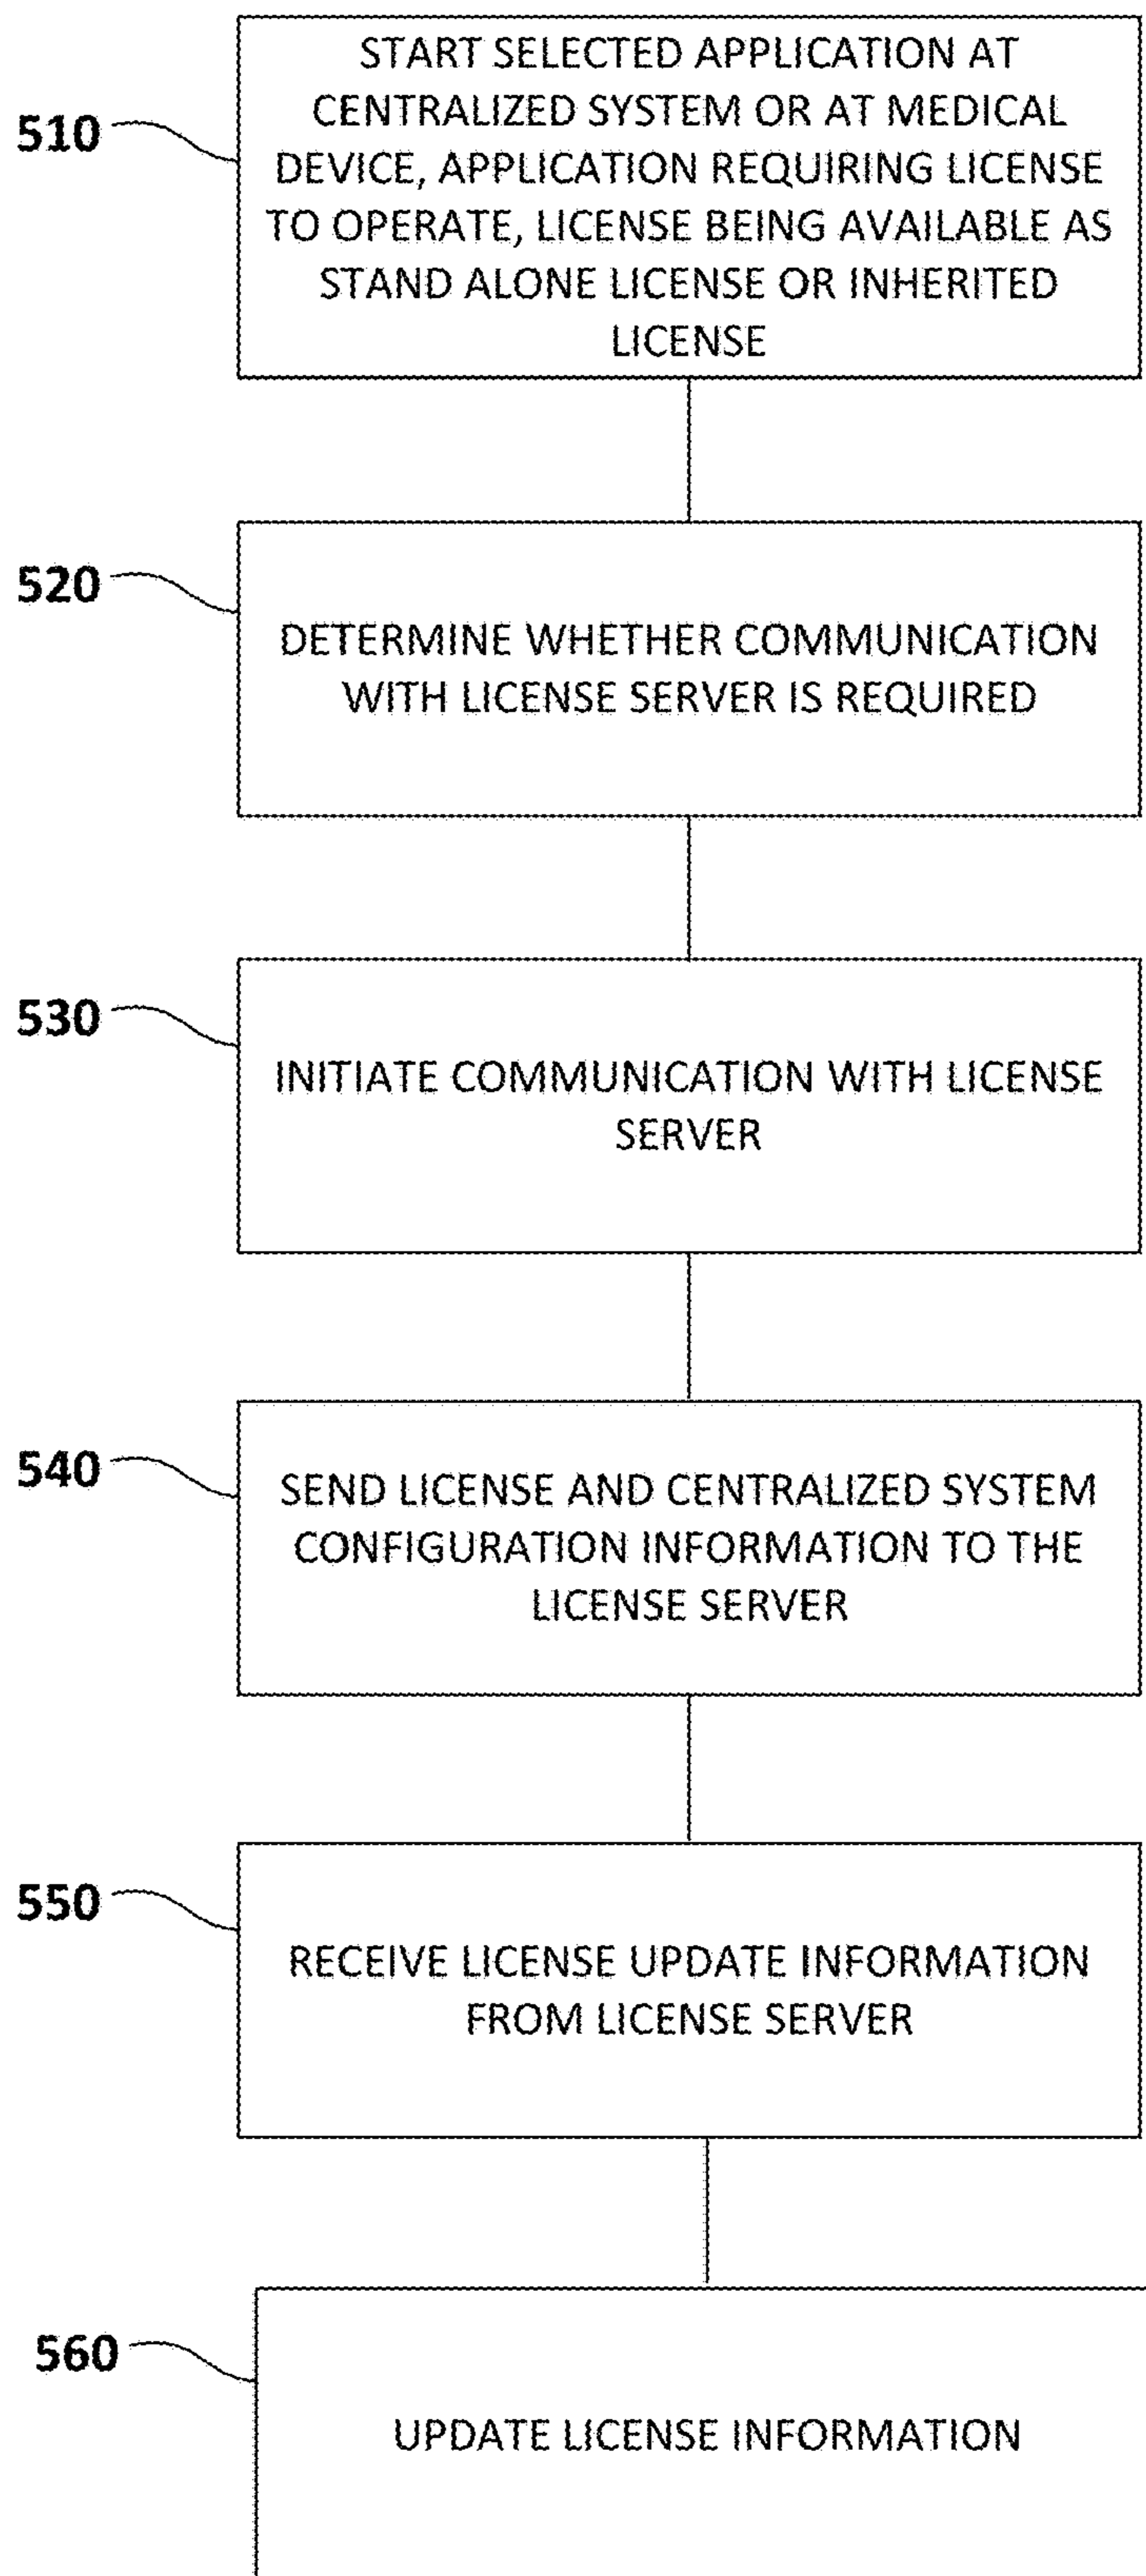 510
START SELECTED APPLICATION AT
CENTRALIZED SYSTEM OR AT MEDICAL
DEVICE, APPLICATION REQUIRING LICENSE
TO OPERATE, LICENSE BEING AVAILABLE AS
STAND ALONE LICENSE OR INHERITED
LICENSE
520
DETERMINE WHETHER COMMUNICATION
WITH LICENSE SERVER IS REQUIRED
530
INITIATE COMMUNICATION WITH LICENSE
SERVER
540
SEND LICENSE AND CENTRALIZED SYSTEM
CONFIGURATION INFORMATION TO THE
LICENSE SERVER
550
RECEIVE LICENSE UPDATE INFORMATION
FROM LICENSE SERVER
560
UPDATE LICENSE INFORMATION